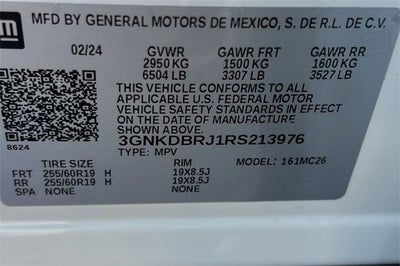 gm MFD BY GENERAL MOTORS DE MEXICO, S. DE R.L. DE C.V.
02/24 GVWR GAWR FRT GAWR RR
2950 KG 1500 KG 1600 KG
6504 LB 3307 LB 3527 LB
THIS VEHICLE CONFORMS TO ALL
APPLICABLE U.S. FEDERAL MOTOR
VEHICLE SAFETY STANDARDS IN EFFECT
ON THE DATE OF MANUFACTURE
SHOWN ABOVE.
8624 3GNKDBRJ1RS213976
TYPE: MPV
TIRE SIZE RIM MODEL: 161MC26
FRT 255/60R19 H 19X8.5J
RR 255/60R19 H 19X8.5J
SPA NONE NONE